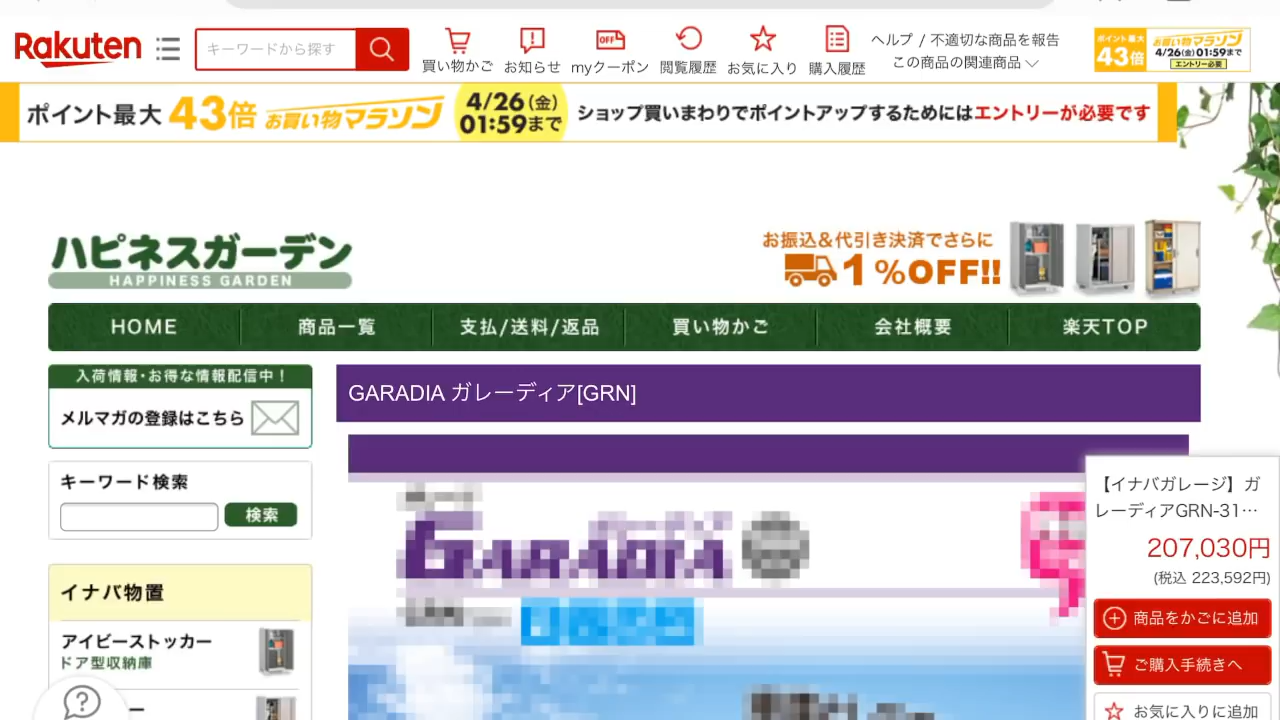 Rakuten
キーワードから探す
買い物かご
お知らせ
OFF
myクーポン
閲覧履歴
お気に入り
購入履歴
ヘルプ / 不適切な商品を報告
この商品の関連商品
ポイント最大
43倍
お買い物マラソン
4/26(金)01:59まで
エントリー必要
ポイント最大43倍 お買い物マラソン
4/26(金)
01:59まで
ショップ買いまわりでポイントアップするためにはエントリーが必要です
ハピネスガーデン
HAPPINESS GARDEN
お振込&代引き決済でさらに
1%OFF!!
HOME
商品一覧
支払/送料/返品
買い物かご
会社概要
楽天TOP
入荷情報・お得な情報配信中!
メルマガの登録はこちら
キーワード検索
検索
イナバ物置
アイビーストッカー
ドア型収納庫
GARADIA ガレーディア[GRN]
GARADIA
【イナバガレージ】ガ
レーディアGRN-31…
207,030円
(税込 223,592円)
商品をかごに追加
ご購入手続きへ
お気に入りに追加